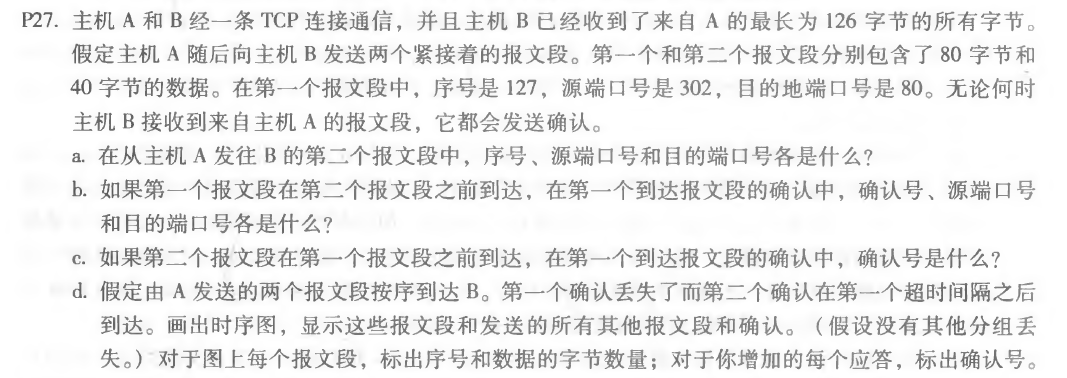 P27. 主机 A 和 B 经一条 TCP 连接通信，并且主机 B 已经收到了来自 A 的最长为 126 字节的所有字节。
假定主机 A 随后向主机 B 发送两个紧接着的报文段。第一个和第二个报文段分别包含了 80 字节和
40 字节的数据。在第一个报文段中，序号是 127，源端口号是 302，目的地端口号是 80。无论何时
主机 B 接收到来自主机 A 的报文段，它都会发送确认。
a. 在从主机 A 发往 B 的第二个报文段中，序号、源端口号和目的端口号各是什么？
b. 如果第一个报文段在第二个报文段之前到达，在第一个到达报文段的确认中，确认号、源端口号
和目的端口号各是什么？
c. 如果第二个报文段在第一个报文段之前到达，在第一个到达报文段的确认中，确认号是什么？
d. 假定由 A 发送的两个报文段按序到达 B。第一个确认丢失了而第二个确认在第一个超时间隔之后
到达。画出时序图，显示这些报文段和发送的所有其他报文段和确认。（假设没有其他分组丢
失。）对于图上每个报文段，标出序号和数据的字节数量；对于你增加的每个应答，标出确认号。